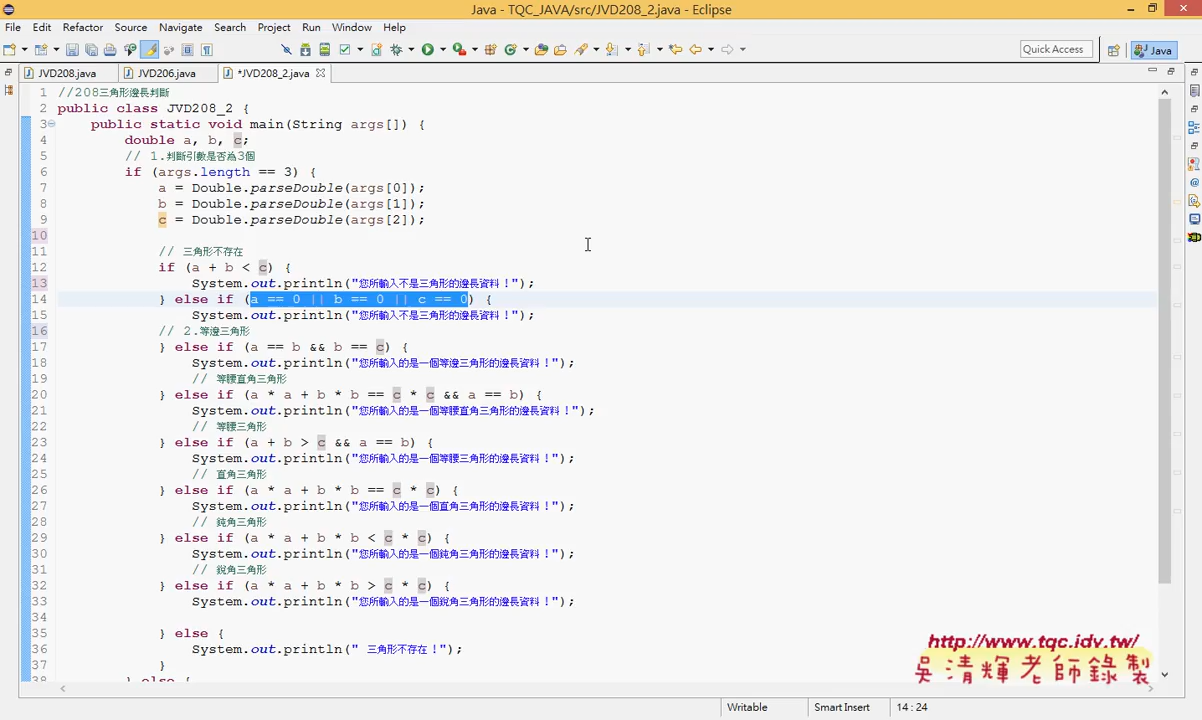 Java - TQC_JAVA/src/JVD208_2.java - Eclipse
File Edit Refactor Source Navigate Search Project Run Window Help
Quick Access Java
JVD208.java JVD206.java *JVD208_2.java
1 //208三角形邊長判斷
2 public class JVD208_2 {
3 public static void main(String args[]) {
4 double a, b, c;
5 // 1.判斷引數是否為3個
6 if (args.length == 3) {
7 a = Double.parseDouble(args[0]);
8 b = Double.parseDouble(args[1]);
9 c = Double.parseDouble(args[2]);
10
11 // 三角形不存在
12 if (a + b < c) {
13 System.out.println("您所輸入不是三角形的邊長資料！");
14 } else if (a == 0 || b == 0 || c == 0) {
15 System.out.println("您所輸入不是三角形的邊長資料！");
16 // 2.等邊三角形
17 } else if (a == b && b == c) {
18 System.out.println("您所輸入的是一個等邊三角形的邊長資料！");
19 // 等腰直角三角形
20 } else if (a * a + b * b == c * c && a == b) {
21 System.out.println("您所輸入的是一個等腰直角三角形的邊長資料！");
22 // 等腰三角形
23 } else if (a + b > c && a == b) {
24 System.out.println("您所輸入的是一個等腰三角形的邊長資料！");
25 // 直角三角形
26 } else if (a * a + b * b == c * c) {
27 System.out.println("您所輸入的是一個直角三角形的邊長資料！");
28 // 鈍角三角形
29 } else if (a * a + b * b < c * c) {
30 System.out.println("您所輸入的是一個鈍角三角形的邊長資料！");
31 // 銳角三角形
32 } else if (a * a + b * b > c * c) {
33 System.out.println("您所輸入的是一個銳角三角形的邊長資料！");
34
35 } else {
36 System.out.println(" 三角形不存在！");
37 }
38 } else {
http://www.tqc.idv.tw/
吳清輝老師錄製
Writable Smart Insert 14 : 24